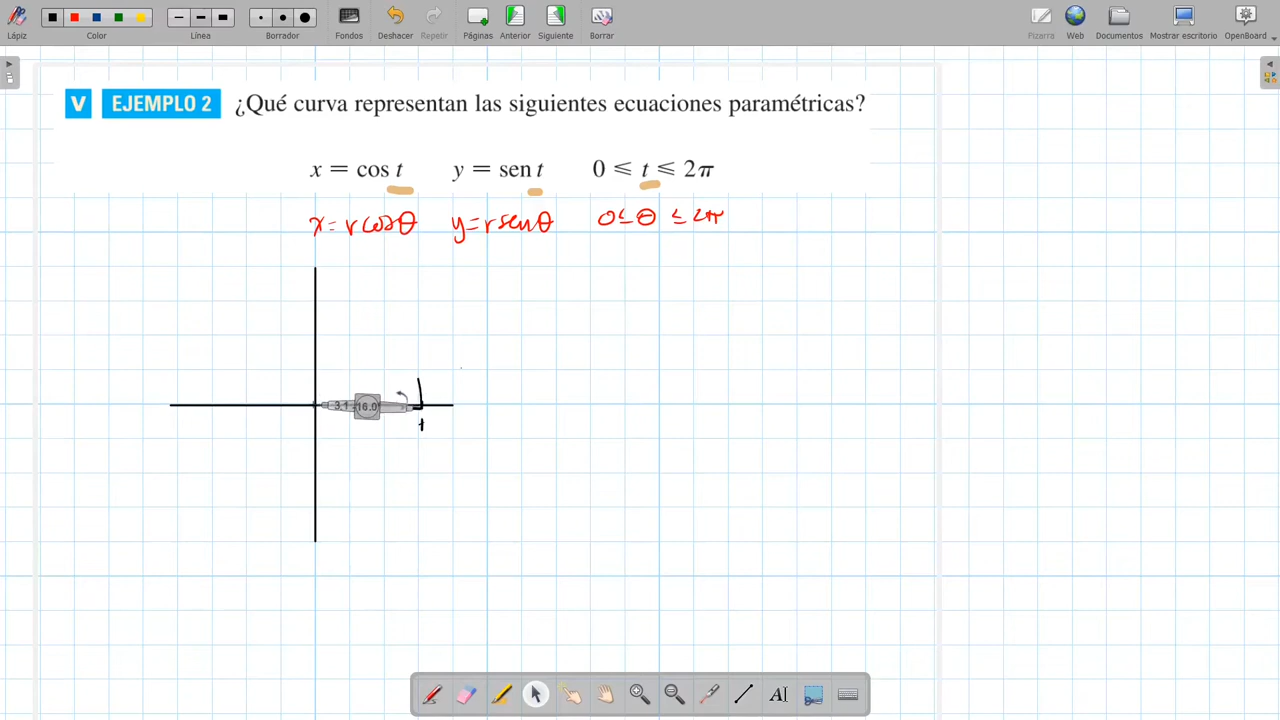 Lápiz Color Línea Borrador Fondos Deshacer Repetir Páginas Anterior Siguiente Borrar Pizarra Web Documentos Mostrar escritorio OpenBoard
V EJEMPLO 2 ¿Qué curva representan las siguientes ecuaciones paramétricas?
x = cos t y = sen t 0 ⩽ t ⩽ 2π
x = r cos θ y = r sen θ 0 ≤ θ ≤ 2π
1